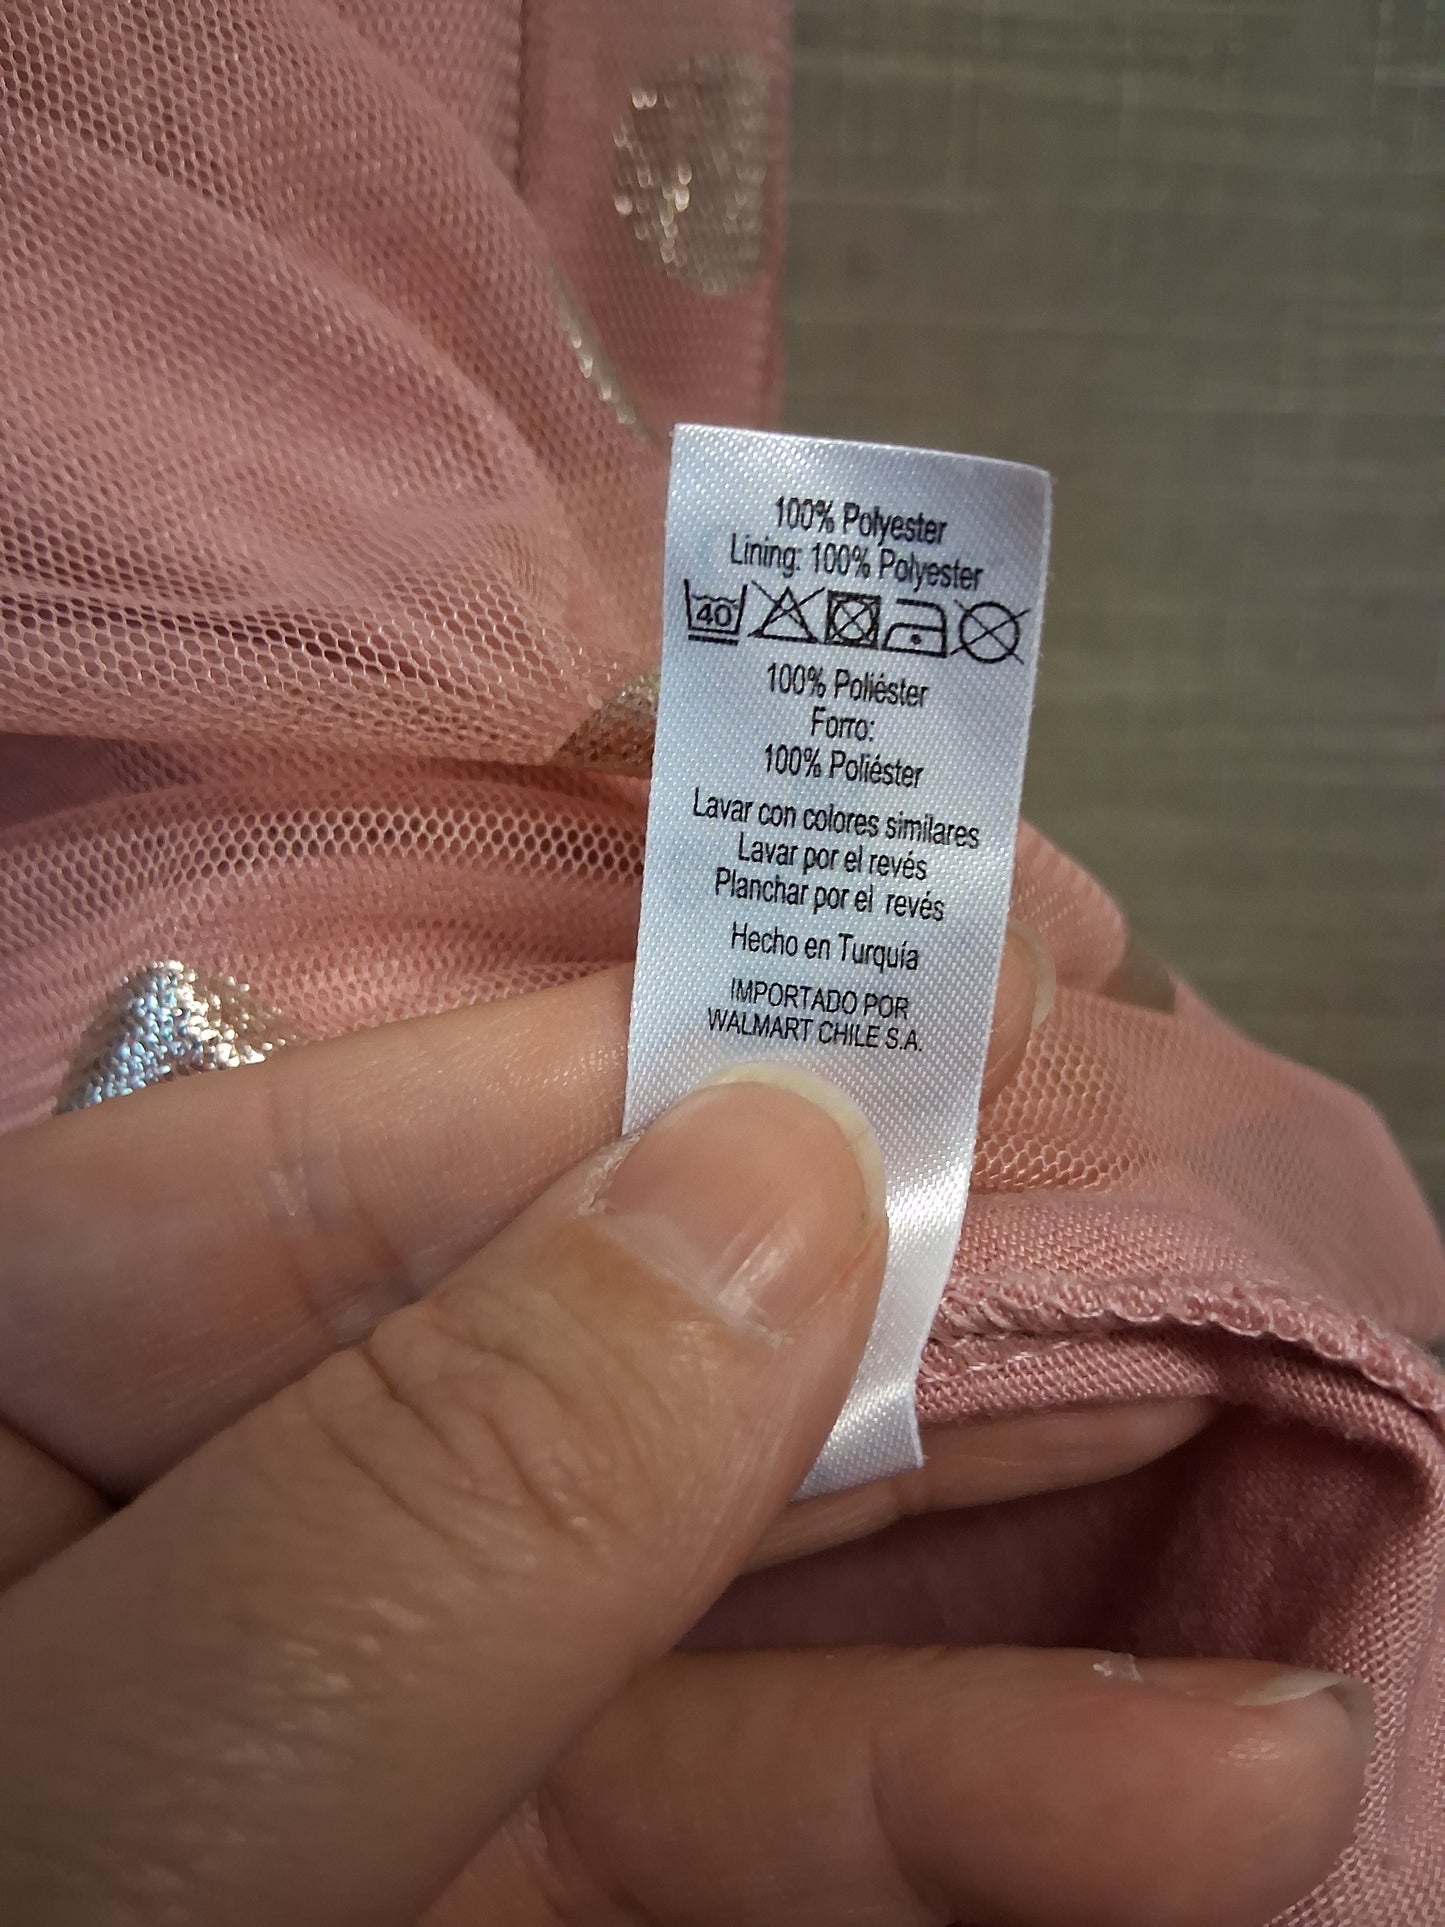 100% Polyester
Lining: 100% Polyester
40
100% Poliéster
Forro:
100% Poliéster
Lavar con colores similares
Lavar por el revés
Planchar por el revés
Hecho en Turquía
IMPORTADO POR
WALMART CHILE S.A.